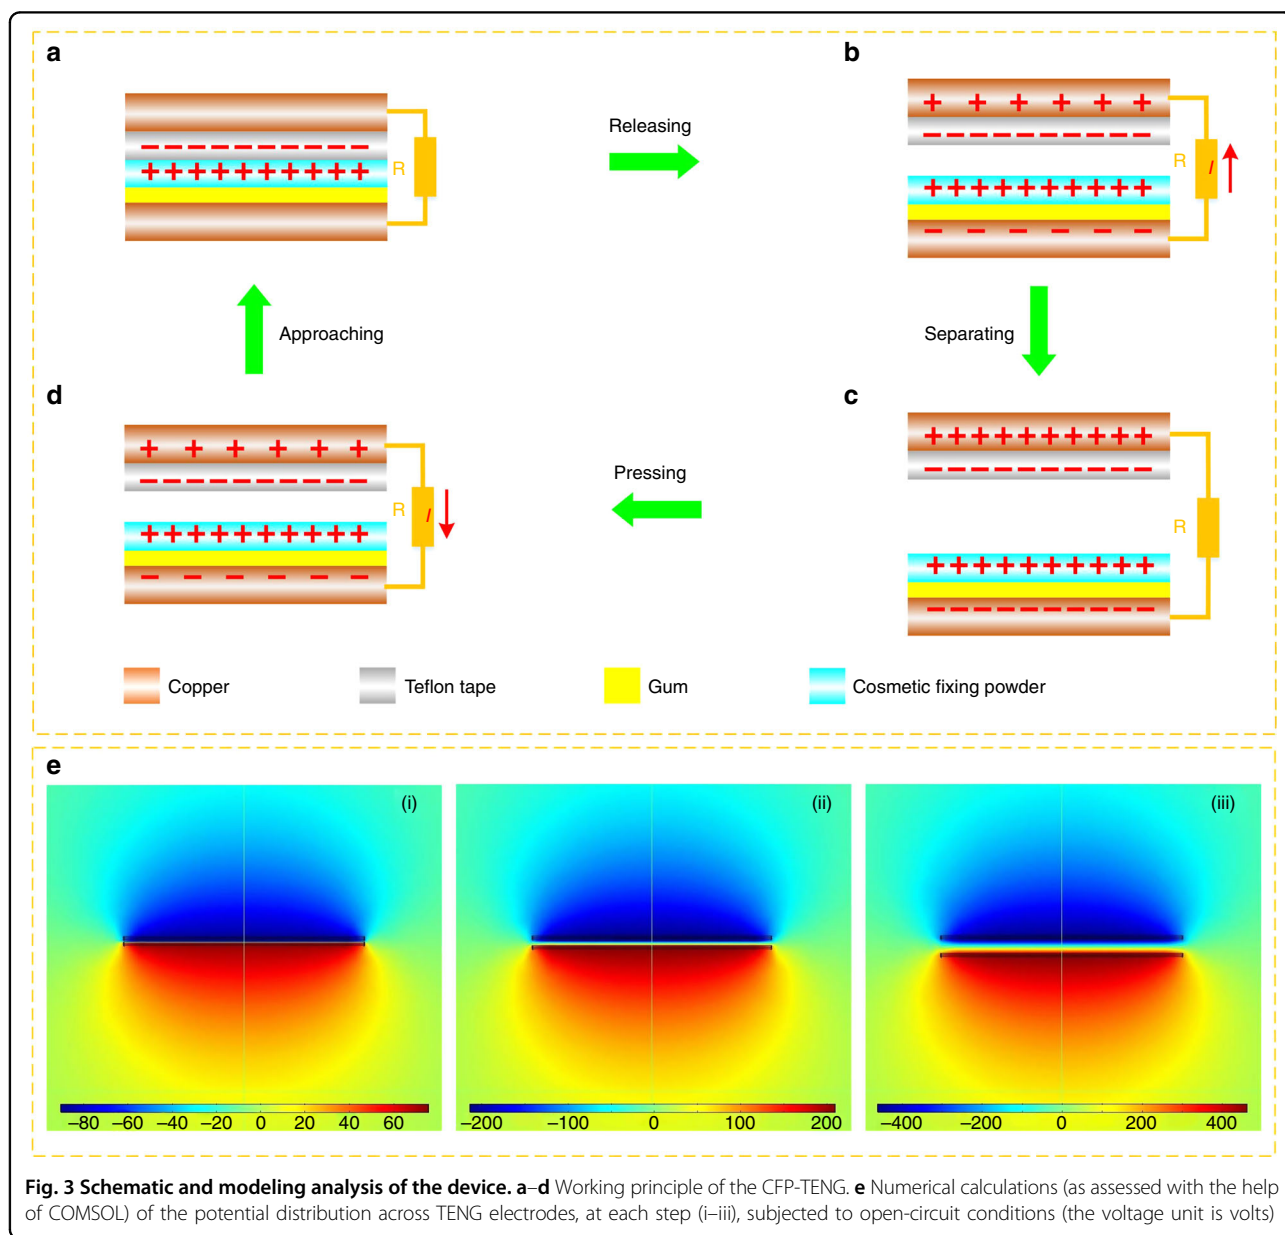 a
b
Releasing
R
R
I
Approaching
Separating
d
c
Pressing
R
I
R
Copper
Teflon tape
Gum
Cosmetic fixing powder
e
(i)
(ii)
(iii)
−80 −60 −40 −20 0 20 40 60
−200 −100 0 100 200
−400 −200 0 200 400
Fig. 3 Schematic and modeling analysis of the device. a–d Working principle of the CFP-TENG. e Numerical calculations (as assessed with the help
of COMSOL) of the potential distribution across TENG electrodes, at each step (i–iii), subjected to open-circuit conditions (the voltage unit is volts)